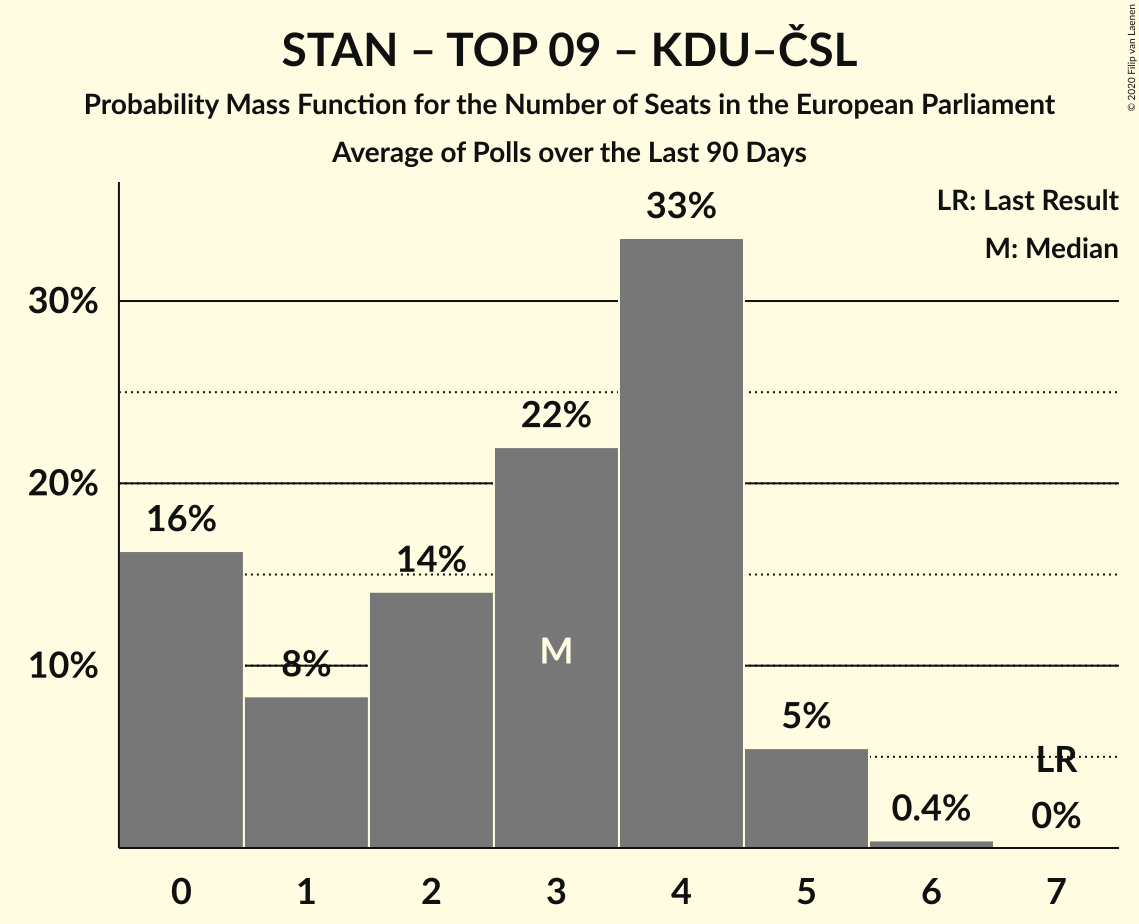 STAN – TOP 09 – KDU–ČSL
Probability Mass Function for the Number of Seats in the European Parliament
Average of Polls over the Last 90 Days
© 2020 Filip van Laenen
LR: Last Result
M: Median
33%
30%
22%
20%
16%
14%
M
8%
10%
5%
LR
0.4%
0%
0 1 2 3 4 5 6 7